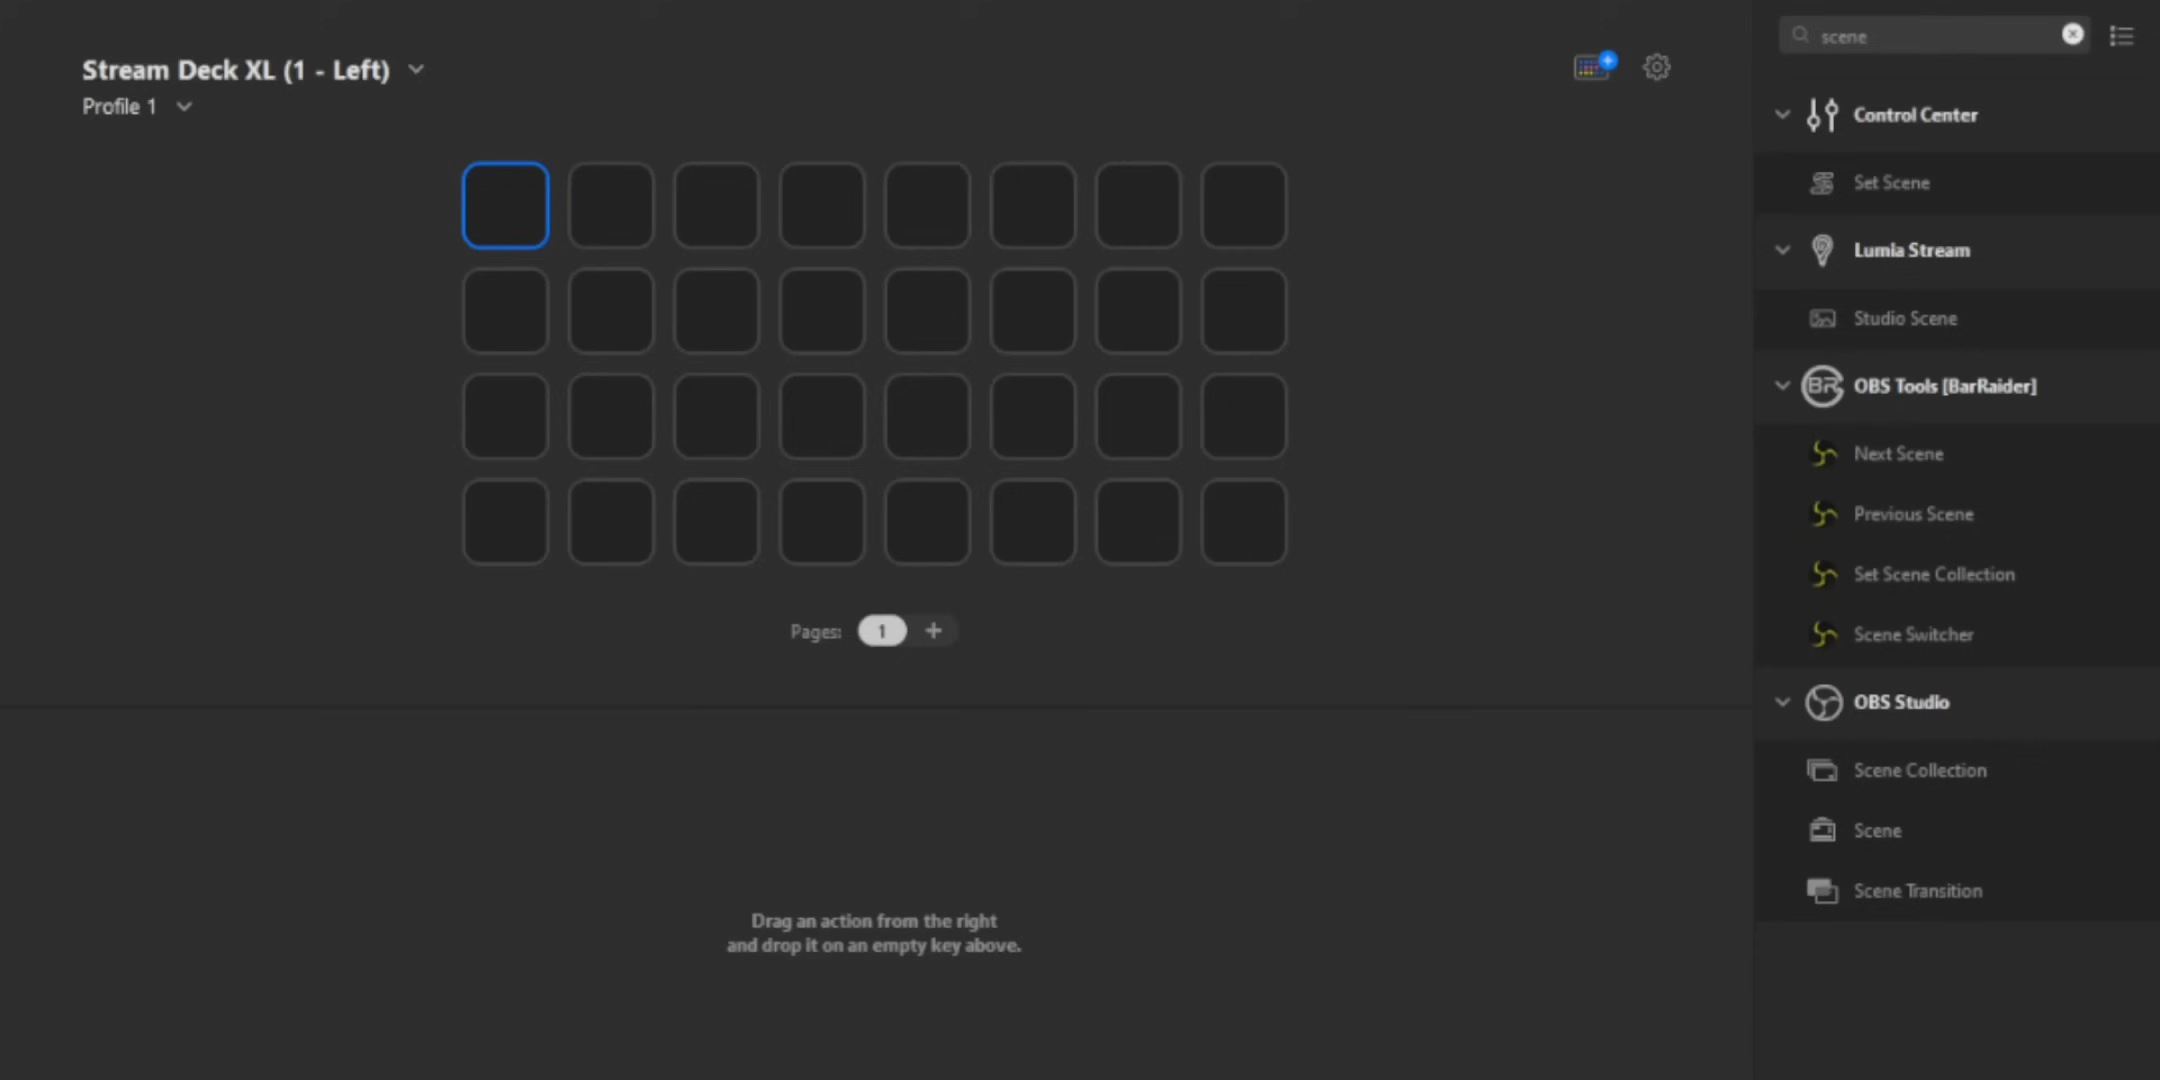 Stream Deck XL (1 - Left)
Profile 1
Pages: 1 +
Drag an action from the right
and drop it on an empty key above.
scene
Control Center
Set Scene
Lumia Stream
Studio Scene
BR OBS Tools [BarRaider]
Next Scene
Previous Scene
Set Scene Collection
Scene Switcher
OBS Studio
Scene Collection
Scene
Scene Transition